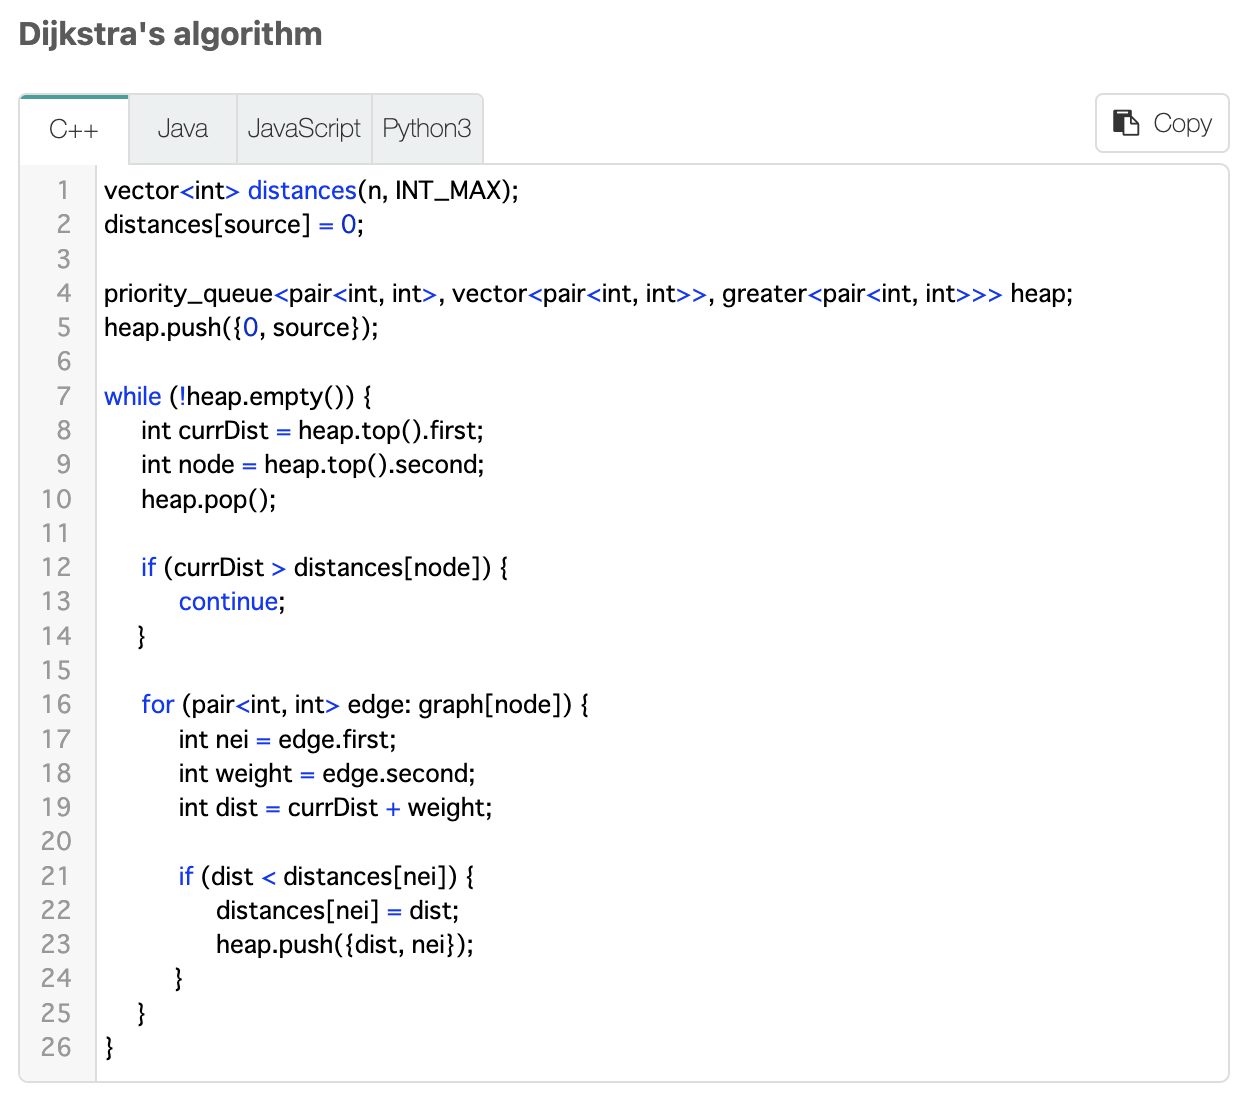 Dijkstra's algorithm
C++ Java JavaScript Python3 Copy
1 vector<int> distances(n, INT_MAX);
2 distances[source] = 0;
3
4 priority_queue<pair<int, int>, vector<pair<int, int>>, greater<pair<int, int>>> heap;
5 heap.push({0, source});
6
7 while (!heap.empty()) {
8     int currDist = heap.top().first;
9     int node = heap.top().second;
10     heap.pop();
11
12     if (currDist > distances[node]) {
13         continue;
14     }
15
16     for (pair<int, int> edge: graph[node]) {
17         int nei = edge.first;
18         int weight = edge.second;
19         int dist = currDist + weight;
20
21         if (dist < distances[nei]) {
22             distances[nei] = dist;
23             heap.push({dist, nei});
24         }
25     }
26 }